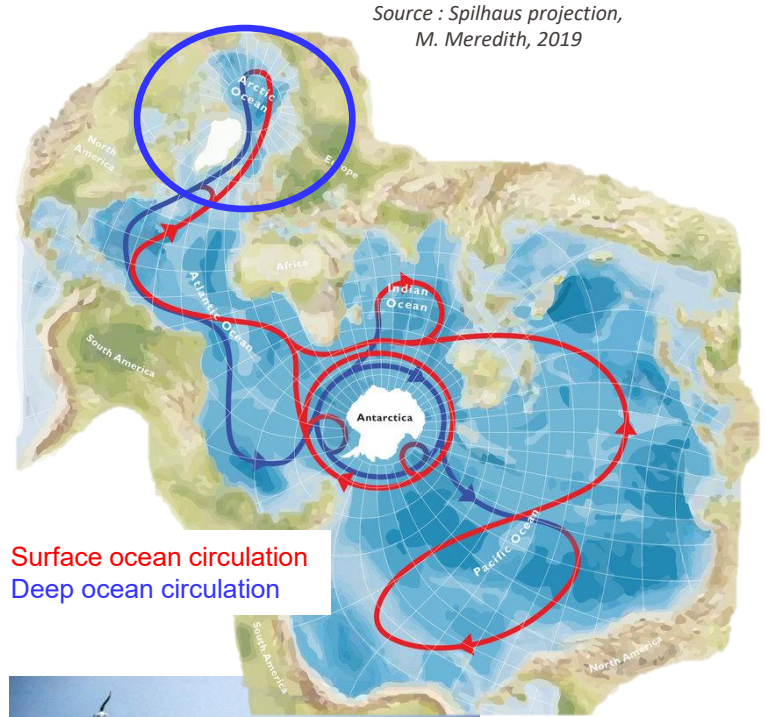 Source : Spilhaus projection,
M. Meredith, 2019
Arctic
Ocean
North
America
Europe
Asia
Africa
Atlantic Ocean
Indian
Ocean
South America
Antarctica
Surface ocean circulation
Deep ocean circulation
Pacific Ocean
South America
North America